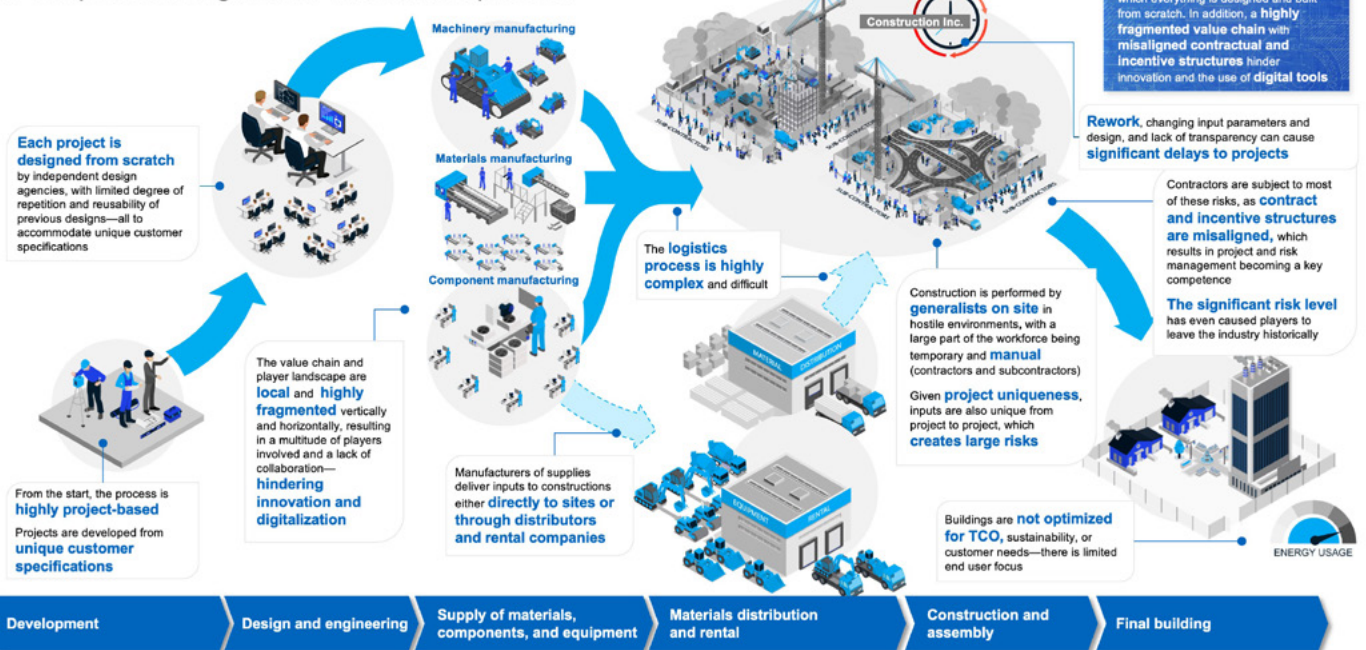 which everything is designed and built
from scratch. In addition, a highly
fragmented value chain with
misaligned contractual and
incentive structures hinder
innovation and the use of digital tools
Machinery manufacturing
Construction Inc.
Each project is
designed from scratch
by independent design
agencies, with limited degree of
repetition and reusability of
previous designs—all to
accommodate unique customer
specifications
Materials manufacturing
SUB-CONTRACTORS
SUB-CONTRACTORS
SUB-CONTRACTORS
SUB-CONTRACTORS
Rework, changing input parameters and
design, and lack of transparency can cause
significant delays to projects
Contractors are subject to most
of these risks, as contract
and incentive structures
are misaligned, which
results in project and risk
management becoming a key
competence
The significant risk level
has even caused players to
leave the industry historically
The logistics
process is highly
complex and difficult
Component manufacturing
MATERIAL
DISTRIBUTION
Construction is performed by
generalists on site in
hostile environments, with a
large part of the workforce being
temporary and manual
(contractors and subcontractors)
Given project uniqueness,
inputs are also unique from
project to project, which
creates large risks
The value chain and
player landscape are
local and highly
fragmented vertically
and horizontally, resulting
in a multitude of players
involved and a lack of
collaboration—
hindering
innovation and
digitalization
From the start, the process is
highly project-based
Projects are developed from
unique customer
specifications
Manufacturers of supplies
deliver inputs to constructions
either directly to sites or
through distributors
and rental companies
EQUIPMENT
RENTAL
Buildings are not optimized
for TCO, sustainability, or
customer needs—there is limited
end user focus
ENERGY USAGE
Development
Design and engineering
Supply of materials,
components, and equipment
Materials distribution
and rental
Construction and
assembly
Final building